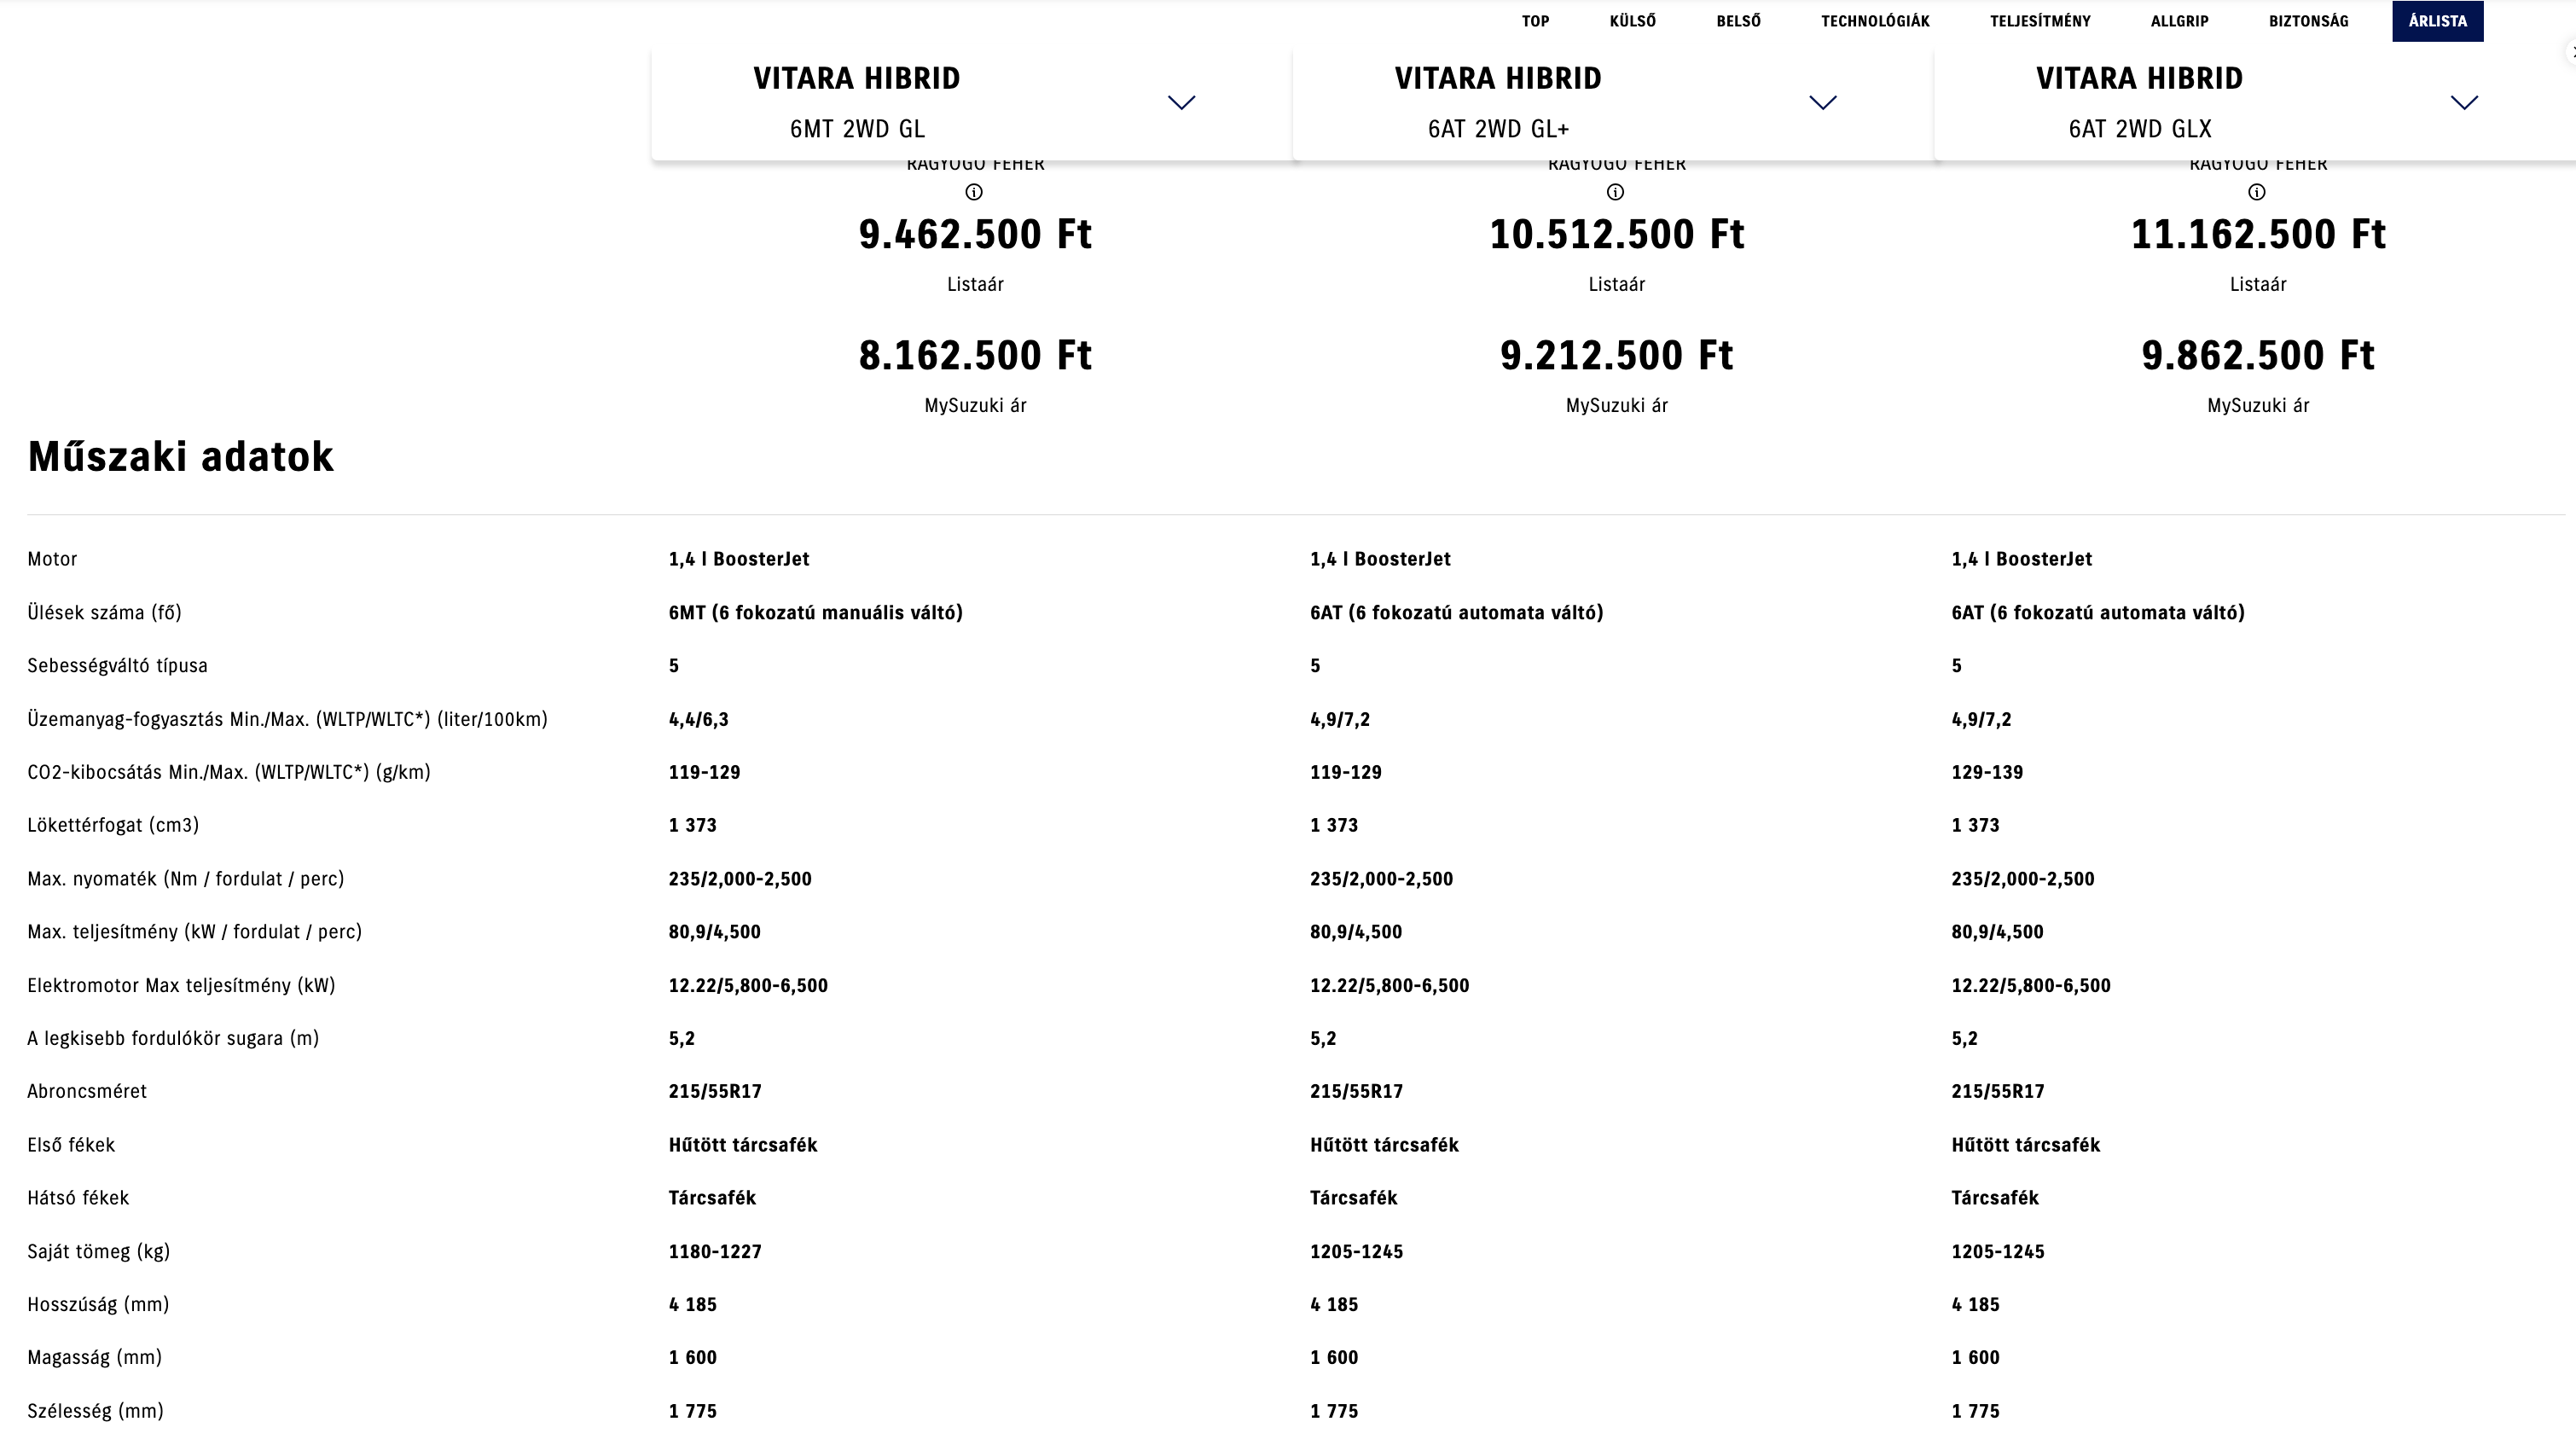 TOP KÜLSŐ BELSŐ TECHNOLÓGIÁK TELJESÍTMÉNY ALLGRIP BIZTONSÁG ÁRLISTA
VITARA HIBRID VITARA HIBRID VITARA HIBRID
6MT 2WD GL 6AT 2WD GL+ 6AT 2WD GLX
RAGYOGÓ FEHÉR RAGYOGÓ FEHÉR RAGYOGÓ FEHÉR
9.462.500 Ft 10.512.500 Ft 11.162.500 Ft
Listaár Listaár Listaár
8.162.500 Ft 9.212.500 Ft 9.862.500 Ft
MySuzuki ár MySuzuki ár MySuzuki ár
Műszaki adatok
Motor 1,4 l BoosterJet 1,4 l BoosterJet 1,4 l BoosterJet
Ülések száma (fő) 6MT (6 fokozatú manuális váltó) 6AT (6 fokozatú automata váltó) 6AT (6 fokozatú automata váltó)
Sebességváltó típusa 5 5 5
Üzemanyag-fogyasztás Min./Max. (WLTP/WLTC*) (liter/100km) 4,4/6,3 4,9/7,2 4,9/7,2
CO2-kibocsátás Min./Max. (WLTP/WLTC*) (g/km) 119-129 119-129 129-139
Lökettérfogat (cm3) 1 373 1 373 1 373
Max. nyomaték (Nm / fordulat / perc) 235/2,000-2,500 235/2,000-2,500 235/2,000-2,500
Max. teljesítmény (kW / fordulat / perc) 80,9/4,500 80,9/4,500 80,9/4,500
Elektromotor Max teljesítmény (kW) 12.22/5,800-6,500 12.22/5,800-6,500 12.22/5,800-6,500
A legkisebb fordulókör sugara (m) 5,2 5,2 5,2
Abroncsméret 215/55R17 215/55R17 215/55R17
Első fékek Hűtött tárcsafék Hűtött tárcsafék Hűtött tárcsafék
Hátsó fékek Tárcsafék Tárcsafék Tárcsafék
Saját tömeg (kg) 1180-1227 1205-1245 1205-1245
Hosszúság (mm) 4 185 4 185 4 185
Magasság (mm) 1 600 1 600 1 600
Szélesség (mm) 1 775 1 775 1 775